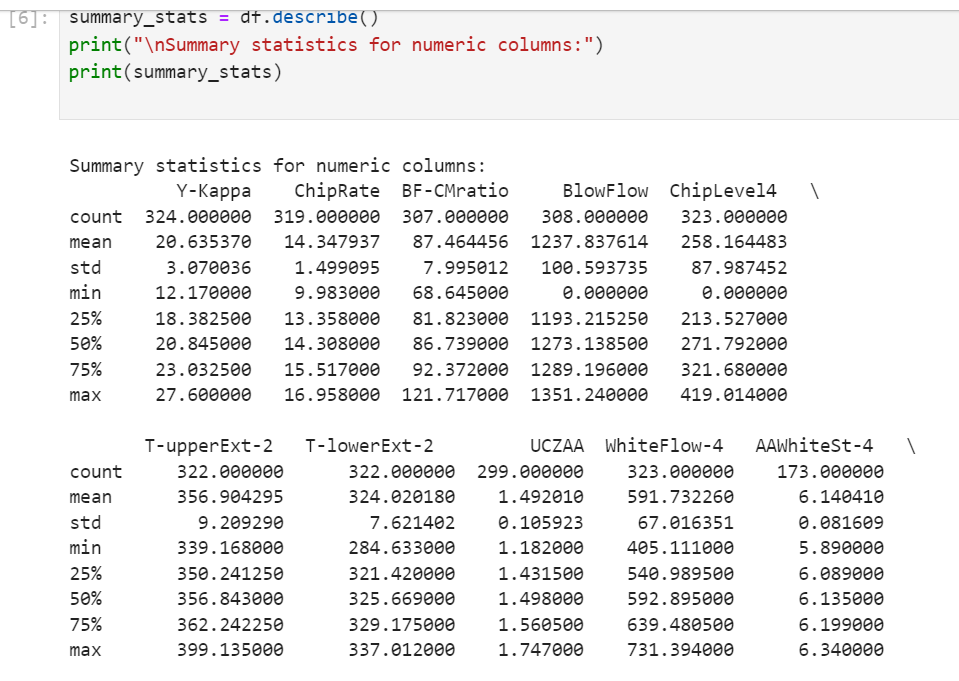 [6]: summary_stats = df.describe()
print("\nSummary statistics for numeric columns:")
print(summary_stats)
Summary statistics for numeric columns:
Y-Kappa ChipRate BF-CMratio BlowFlow ChipLevel4 \
count 324.000000 319.000000 307.000000 308.000000 323.000000
mean 20.635370 14.347937 87.464456 1237.837614 258.164483
std 3.070036 1.499095 7.995012 100.593735 87.987452
min 12.170000 9.983000 68.645000 0.000000 0.000000
25% 18.382500 13.358000 81.823000 1193.215250 213.527000
50% 20.845000 14.308000 86.739000 1273.138500 271.792000
75% 23.032500 15.517000 92.372000 1289.196000 321.680000
max 27.600000 16.958000 121.717000 1351.240000 419.014000
T-upperExt-2 T-lowerExt-2 UCZAA WhiteFlow-4 AAWhiteSt-4 \
count 322.000000 322.000000 299.000000 323.000000 173.000000
mean 356.904295 324.020180 1.492010 591.732260 6.140410
std 9.209290 7.621402 0.105923 67.016351 0.081609
min 339.168000 284.633000 1.182000 405.111000 5.890000
25% 350.241250 321.420000 1.431500 540.989500 6.089000
50% 356.843000 325.669000 1.498000 592.895000 6.135000
75% 362.242250 329.175000 1.560500 639.480500 6.199000
max 399.135000 337.012000 1.747000 731.394000 6.340000